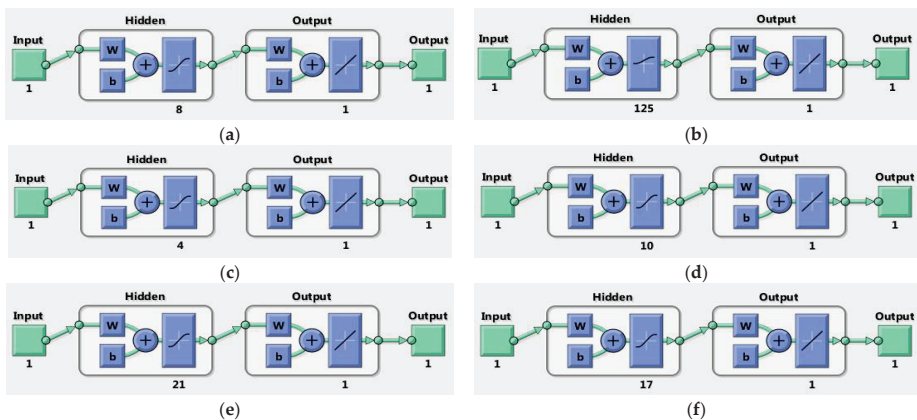 Hidden Output
Input Output
W W
b b
+ +
1 8 1 1
(a)
Hidden Output
Input Output
W W
b b
+ +
1 125 1 1
(b)
Hidden Output
Input Output
W W
b b
+ +
1 4 1 1
(c)
Hidden Output
Input Output
W W
b b
+ +
1 10 1 1
(d)
Hidden Output
Input Output
W W
b b
+ +
1 21 1 1
(e)
Hidden Output
Input Output
W W
b b
+ +
1 17 1 1
(f)